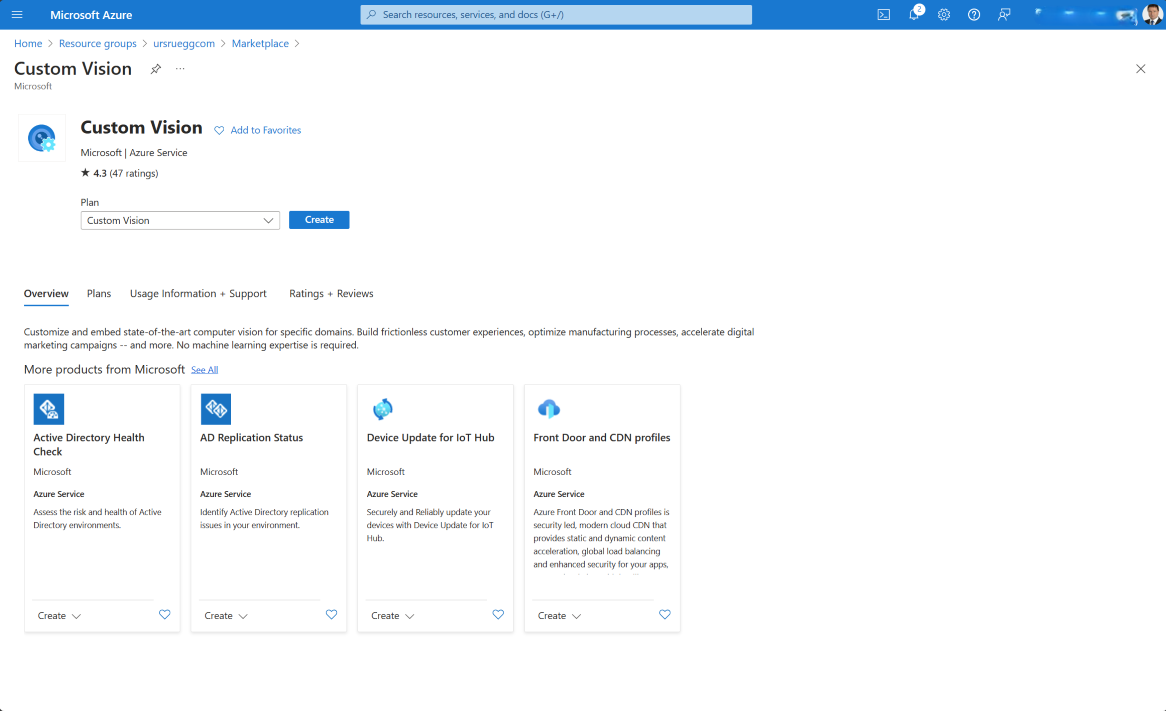 Microsoft Azure
Search resources, services, and docs (G+/)
2
Home > Resource groups > ursrueggcom > Marketplace >
Custom Vision
...
Microsoft
Custom Vision
Add to Favorites
Microsoft | Azure Service
★ 4.3 (47 ratings)
Plan
Custom Vision
Create
Overview Plans Usage Information + Support Ratings + Reviews
Customize and embed state-of-the-art computer vision for specific domains. Build frictionless customer experiences, optimize manufacturing processes, accelerate digital
marketing campaigns -- and more. No machine learning expertise is required.
More products from Microsoft See All
Active Directory Health
Check
Microsoft
Azure Service
Assess the risk and health of Active
Directory environments.
Create
AD Replication Status
Microsoft
Azure Service
Identify Active Directory replication
issues in your environment.
Create
Device Update for IoT Hub
Microsoft
Azure Service
Securely and Reliably update your
devices with Device Update for IoT
Hub.
Create
Front Door and CDN profiles
Microsoft
Azure Service
Azure Front Door and CDN profiles is
security led, modern cloud CDN that
provides static and dynamic content
acceleration, global load balancing
and enhanced security for your apps,
Create